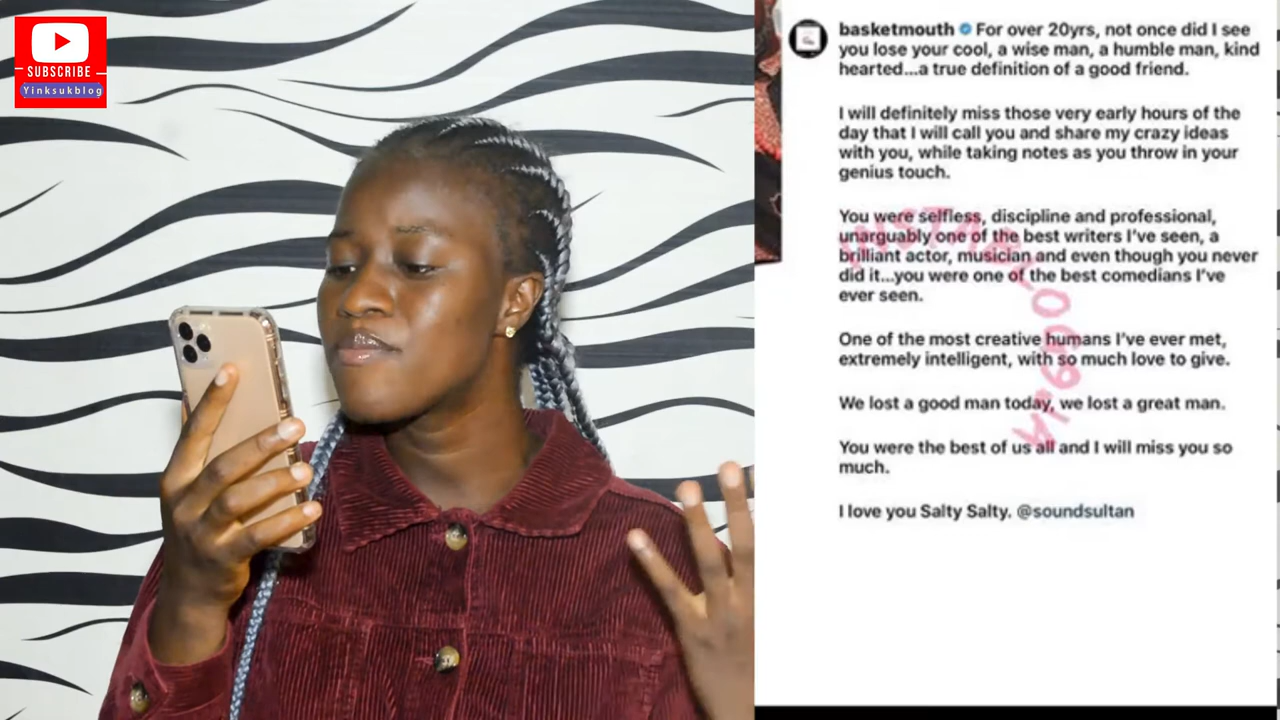 SUBSCRIBE
Yinksukblog
basketmouth For over 20yrs, not once did I see
you lose your cool, a wise man, a humble man, kind
hearted...a true definition of a good friend.
I will definitely miss those very early hours of the
day that I will call you and share my crazy ideas
with you, while taking notes as you throw in your
genius touch.
You were selfless, discipline and professional,
unarguably one of the best writers I've seen, a
brilliant actor, musician and even though you never
did it...you were one of the best comedians I've
ever seen.
One of the most creative humans I've ever met,
extremely intelligent, with so much love to give.
We lost a good man today, we lost a great man.
You were the best of us all and I will miss you so
much.
I love you Salty Salty. @soundsultan